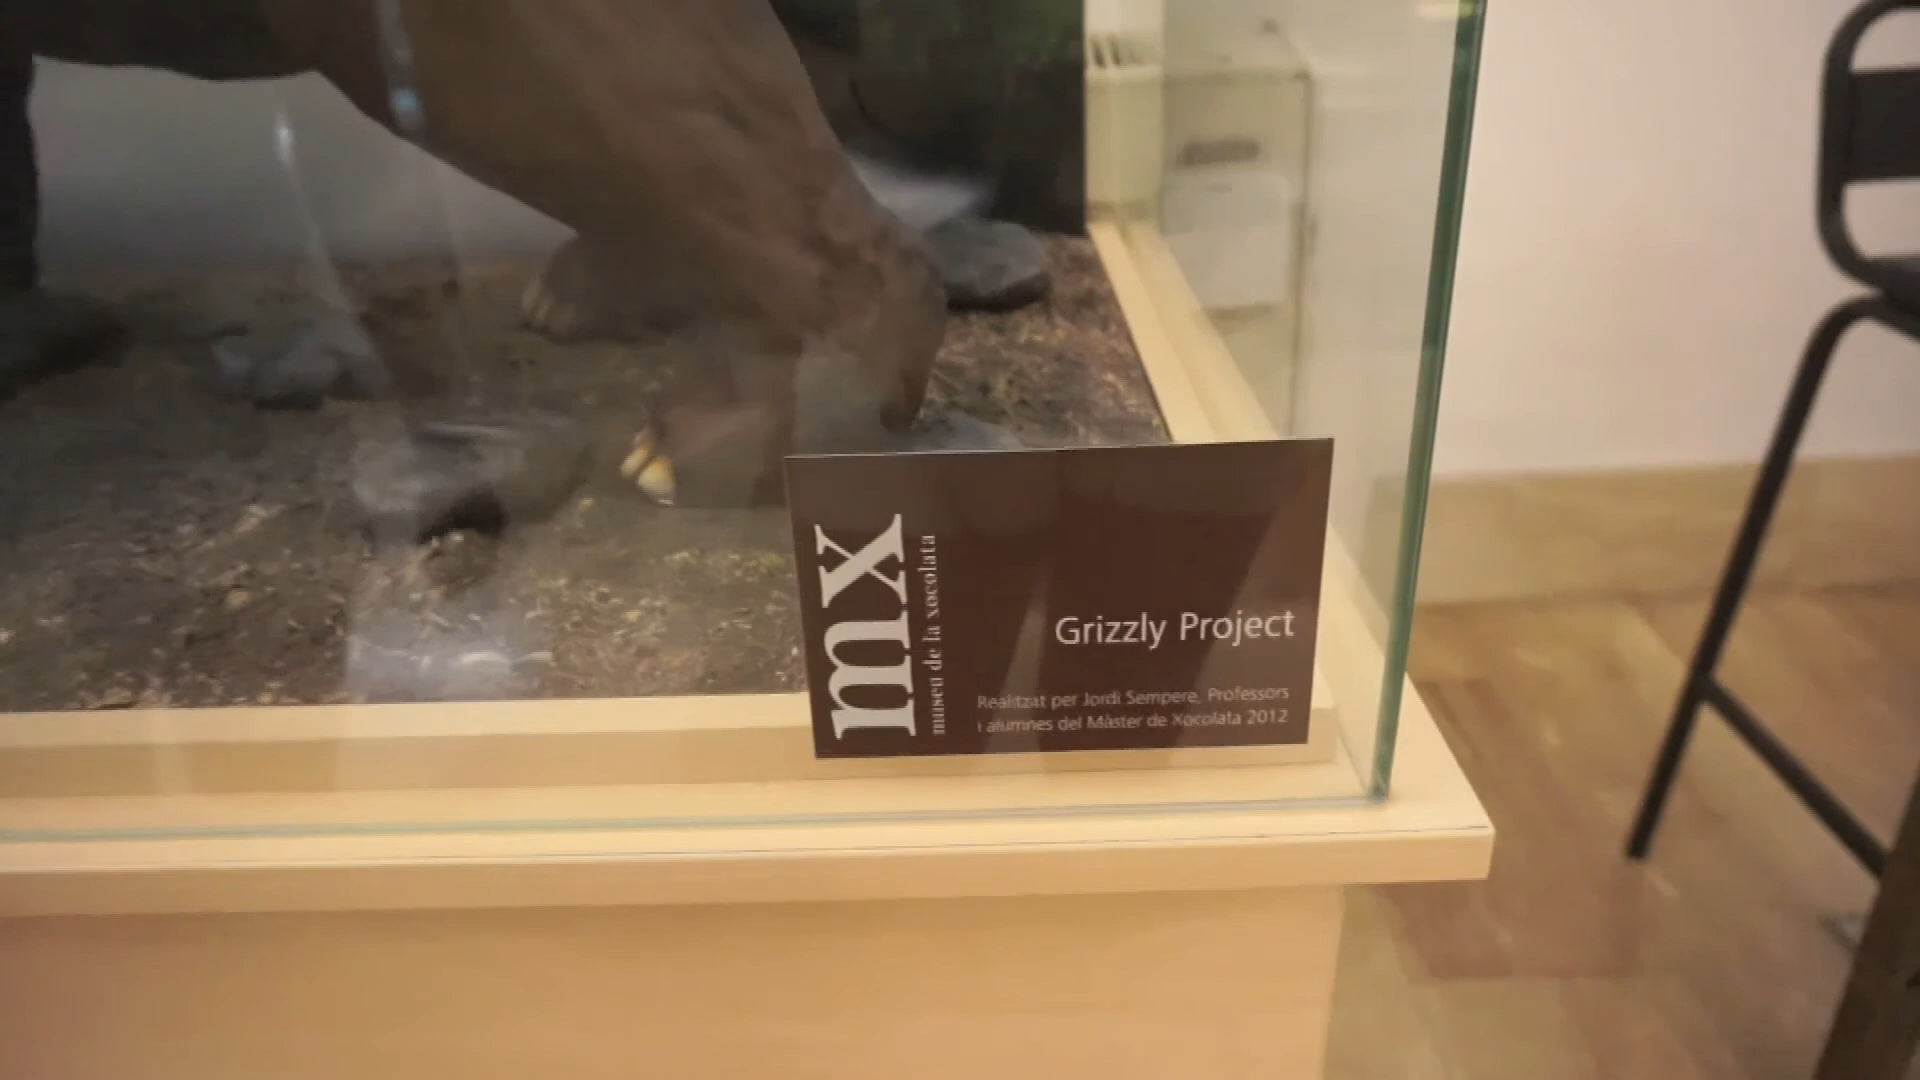 mx
museu de la xocolata
Grizzly Project
Realitzat per Jordi Sempere, Professors
i alumnes del Màster de Xocolata 2012